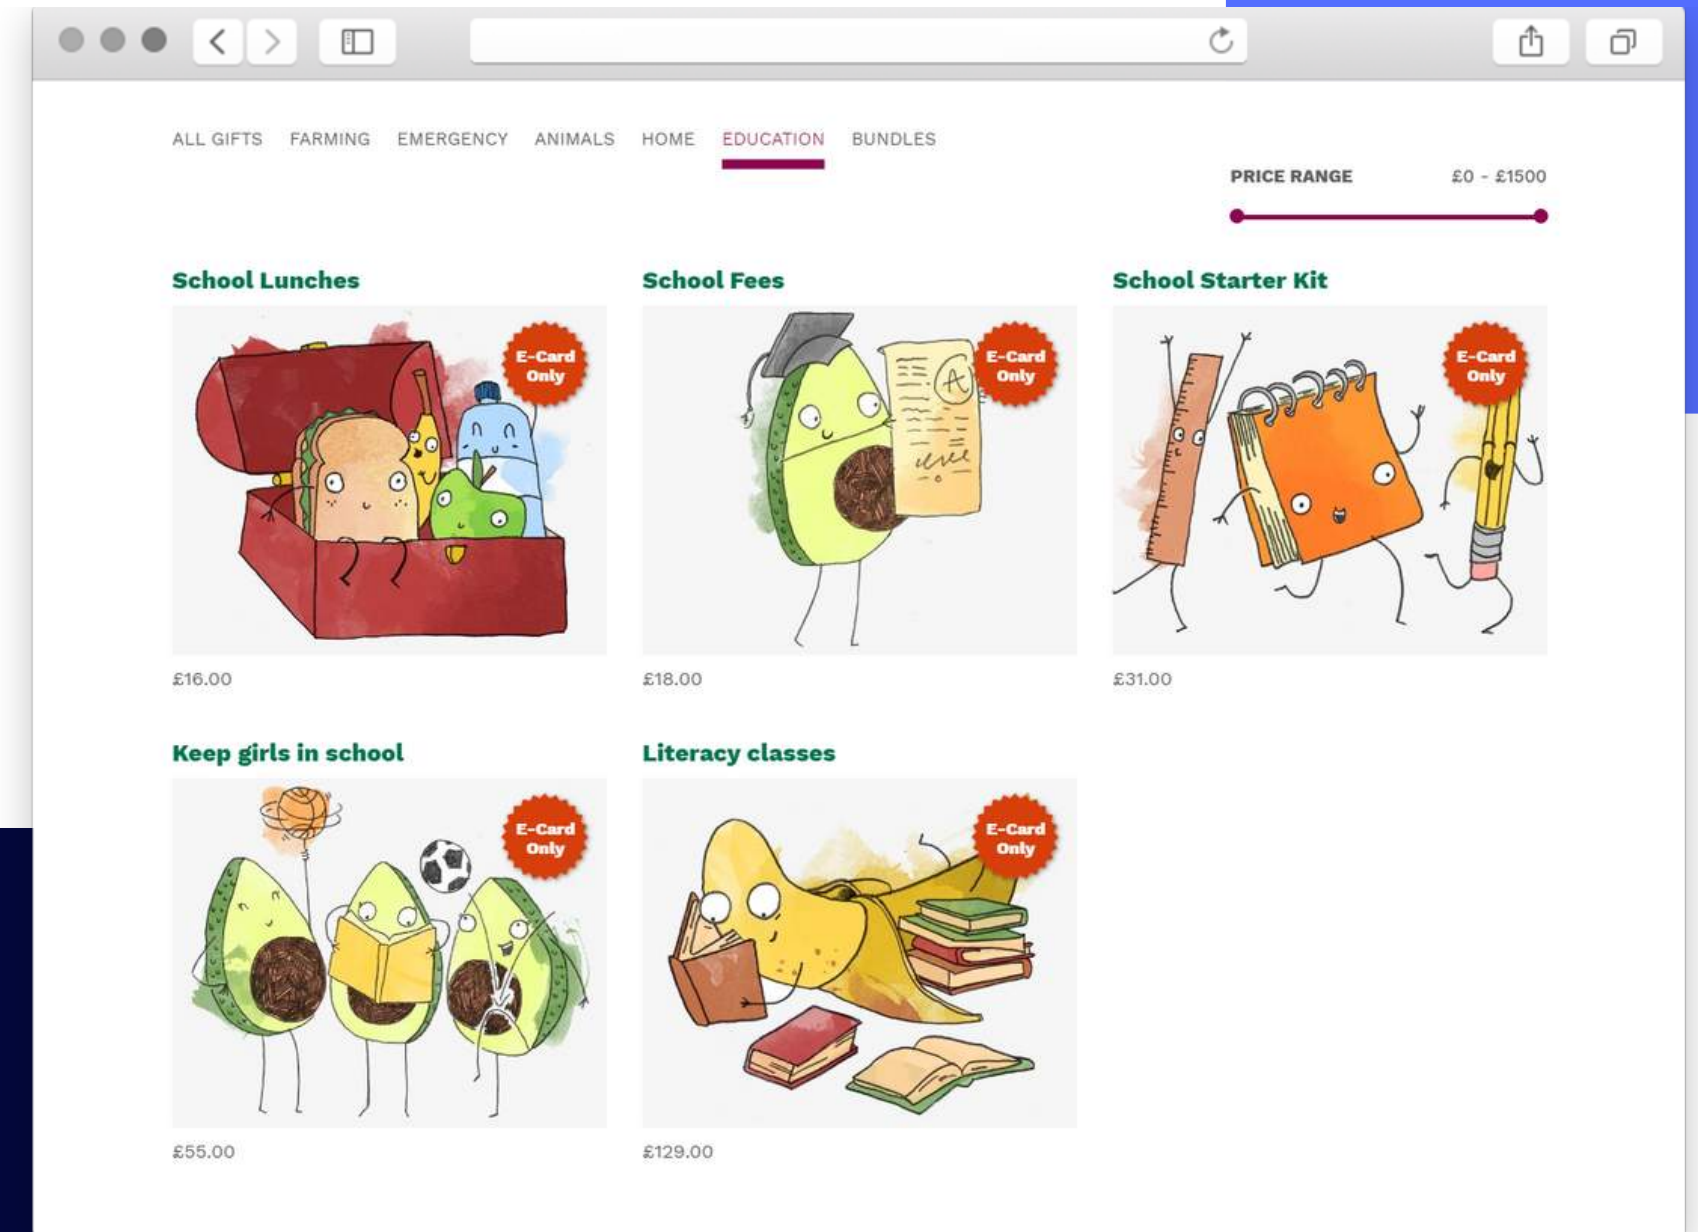 ALL GIFTS FARMING EMERGENCY ANIMALS HOME EDUCATION BUNDLES
PRICE RANGE £0 - £1500
School Lunches
E-Card
Only
£16.00
School Fees
A
E-Card
Only
£18.00
School Starter Kit
E-Card
Only
£31.00
Keep girls in school
E-Card
Only
£55.00
Literacy classes
E-Card
Only
£129.00